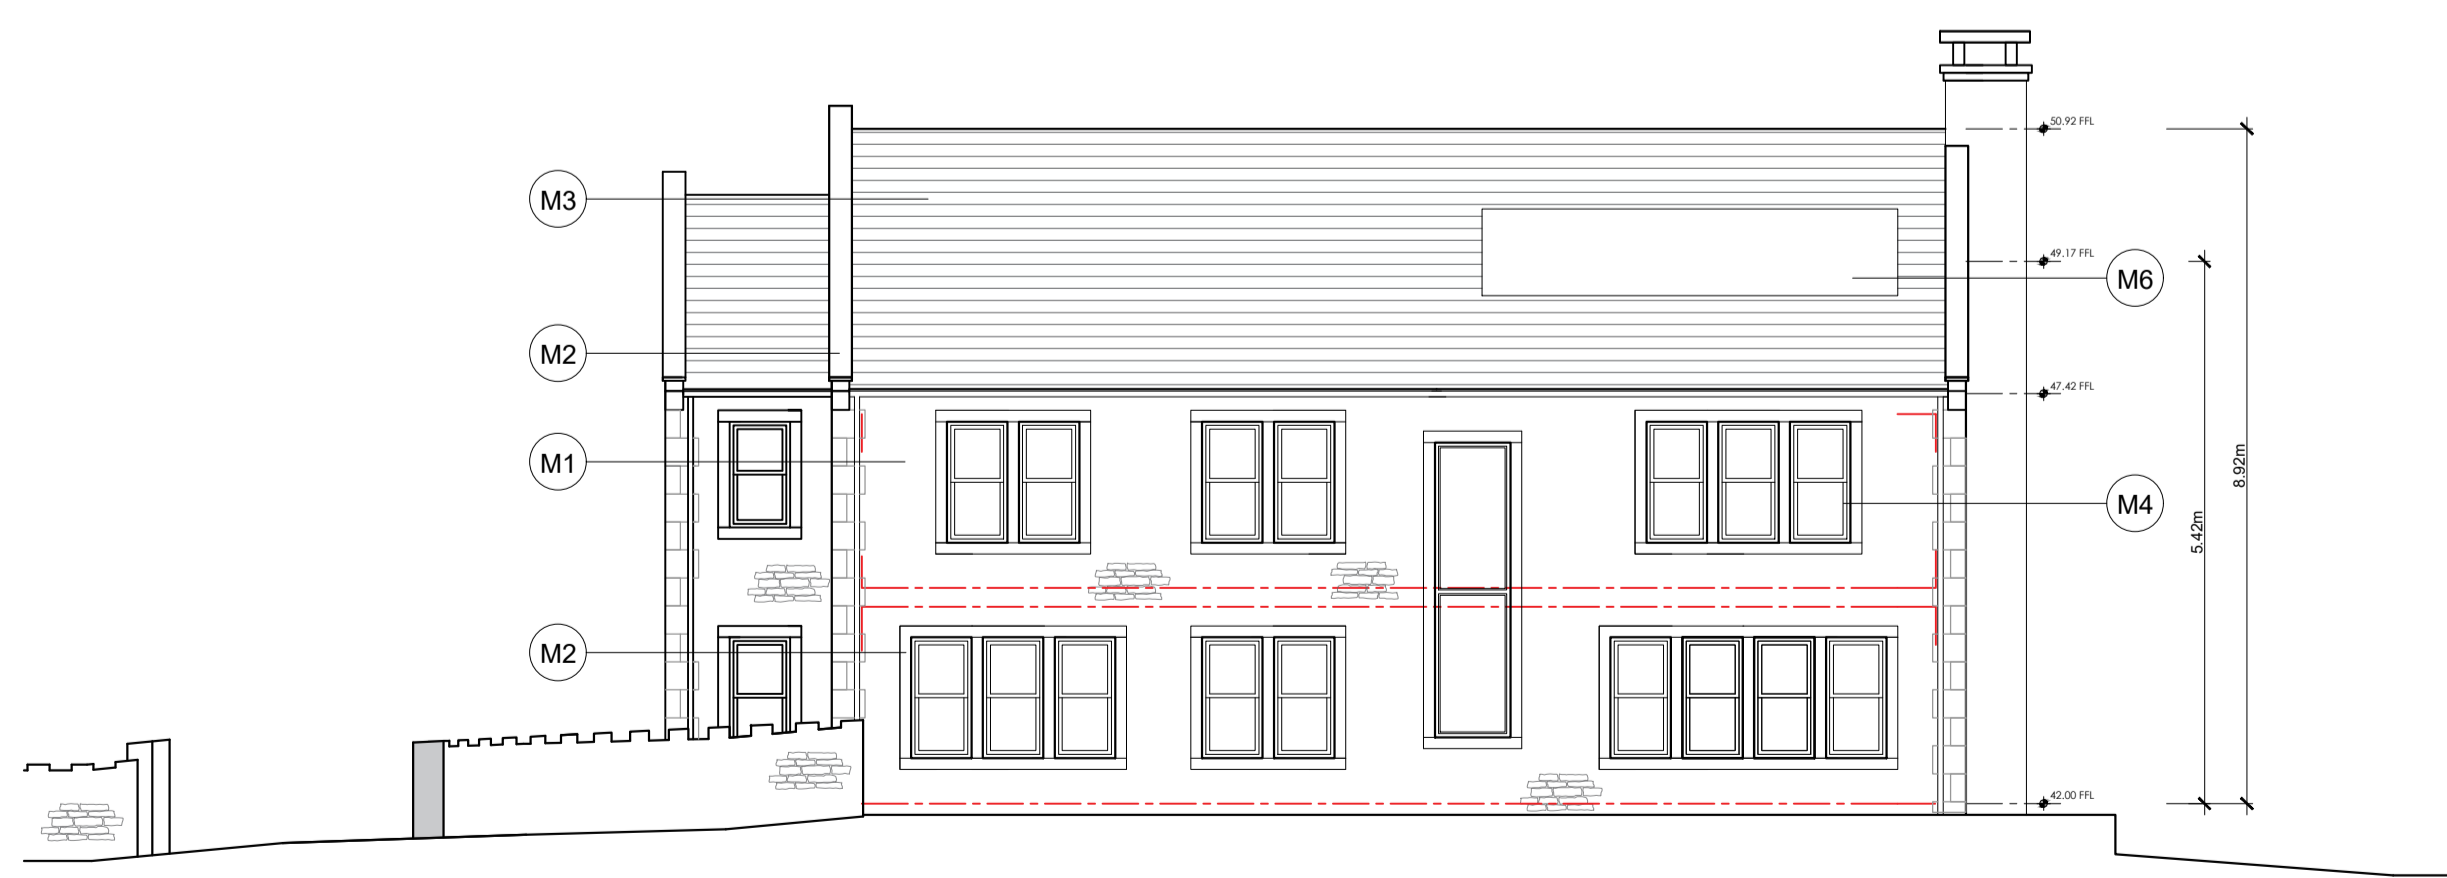 50.92 FFL
M3
49.17 FFL
M6
M2
47.42 FFL
M1
8.92m
M4
5.42m
M2
42.00 FFL